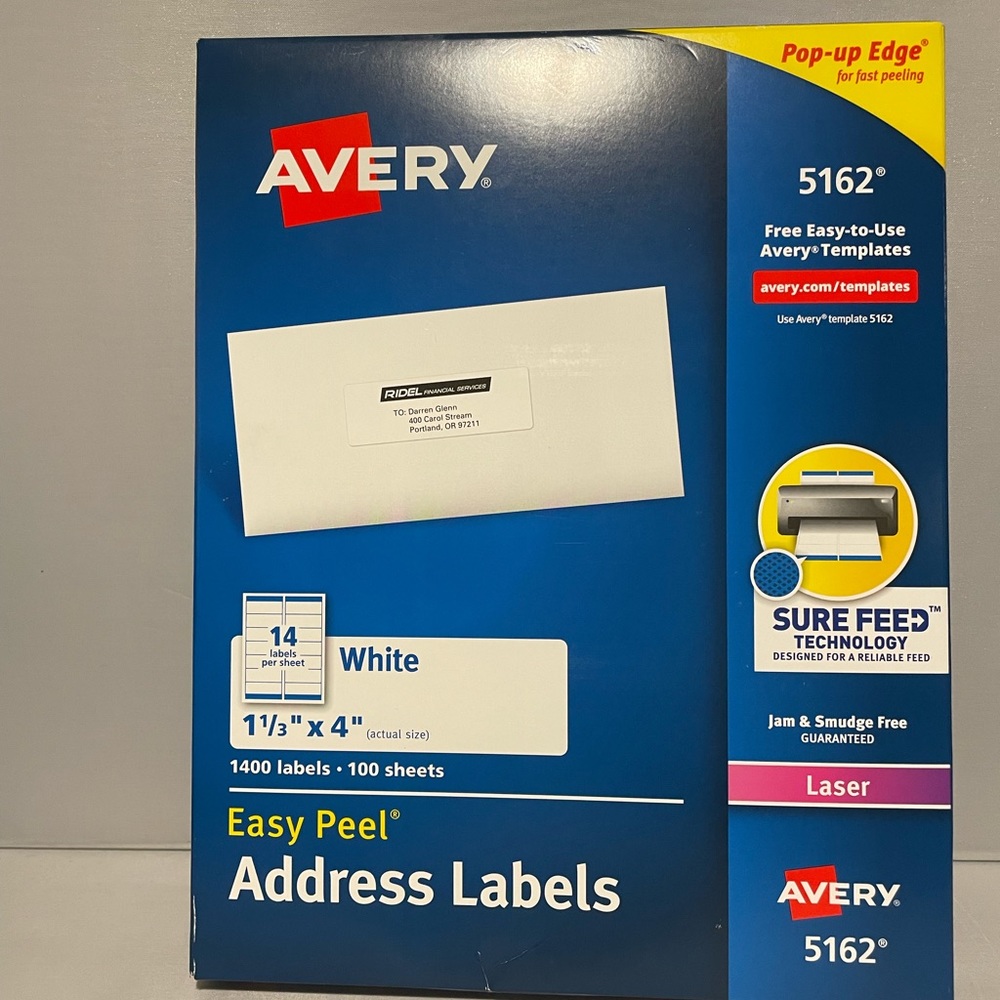 Pop-up Edge®
for fast peeling
AVERY®
5162®
Free Easy-to-Use
Avery® Templates
avery.com/templates
Use Avery® template 5162
RIDEL FINANCIAL SERVICES
TO: Darren Glenn
400 Carol Stream
Portland, OR 97211
SURE FEED™
TECHNOLOGY
DESIGNED FOR A RELIABLE FEED
14
labels
per sheet
White
1 1/3" x 4" (actual size)
1400 labels • 100 sheets
Jam & Smudge Free
GUARANTEED
Laser
Easy Peel®
Address Labels
AVERY®
5162®